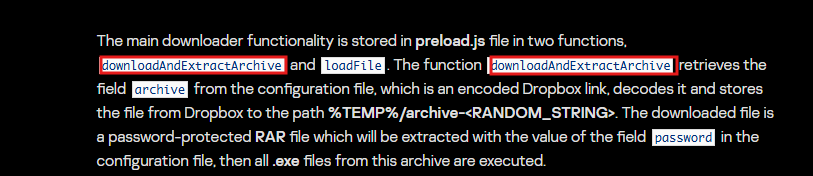 The main downloader functionality is stored in preload.js file in two functions,
downloadAndExtractArchive and loadFile. The function downloadAndExtractArchive retrieves the
field archive from the configuration file, which is an encoded Dropbox link, decodes it and stores
the file from Dropbox to the path %TEMP%/archive-<RANDOM_STRING>. The downloaded file is
a password-protected RAR file which will be extracted with the value of the field password in the
configuration file, then all .exe files from this archive are executed.